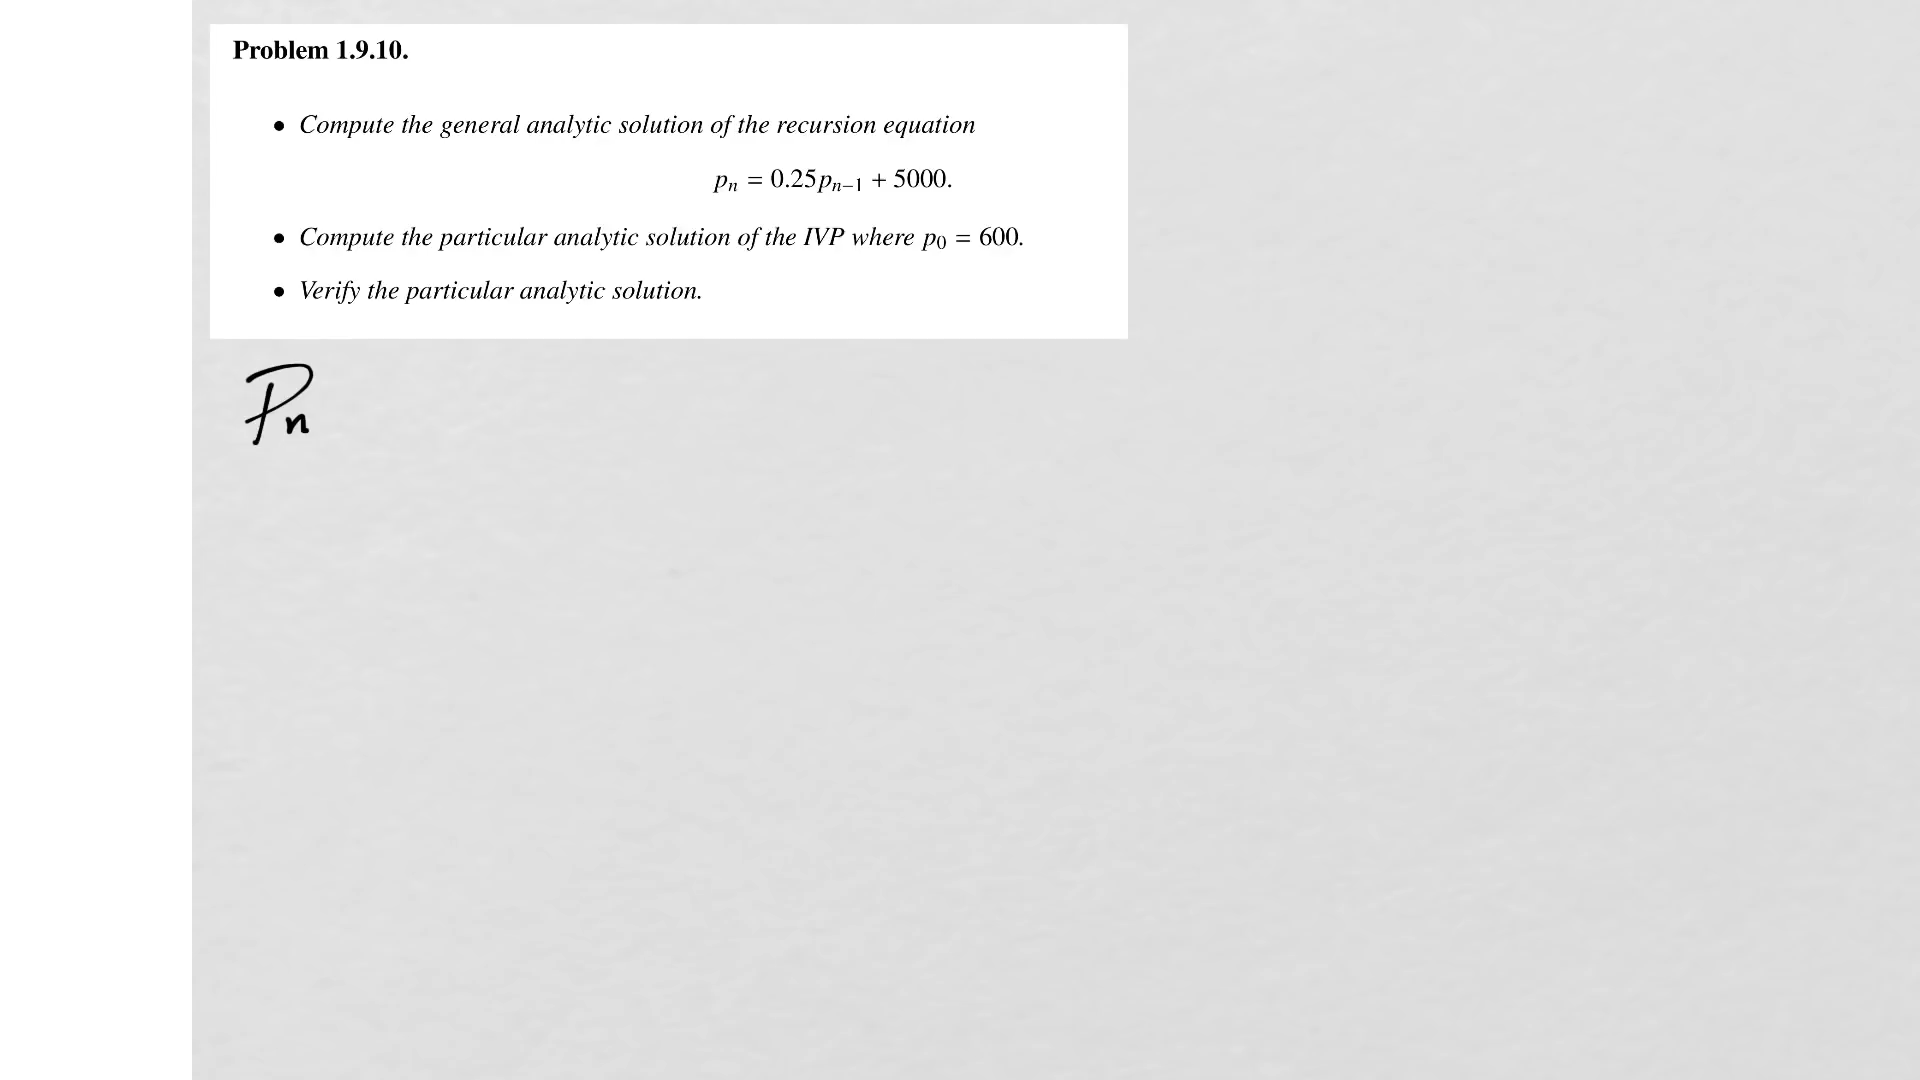 Problem 1.9.10.
• Compute the general analytic solution of the recursion equation
pₙ = 0.25pₙ₋₁ + 5000.
• Compute the particular analytic solution of the IVP where p₀ = 600.
• Verify the particular analytic solution.
Pₙ